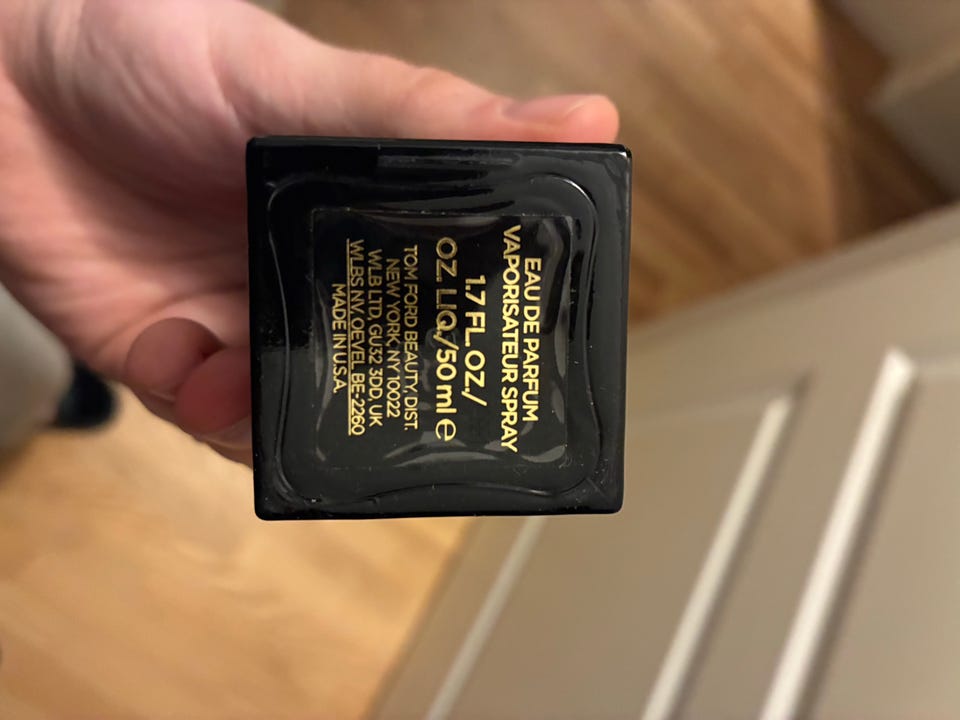 EAU DE PARFUM
VAPORISATEUR SPRAY
1.7 FL. OZ./
OZ. LIQ./50 ml e
TOM FORD BEAUTY, DIST.
NEW YORK, NY 10022
WLB LTD, GU32 3DD, UK
WLBS NV, OEVEL BE-2260
MADE IN U.S.A.